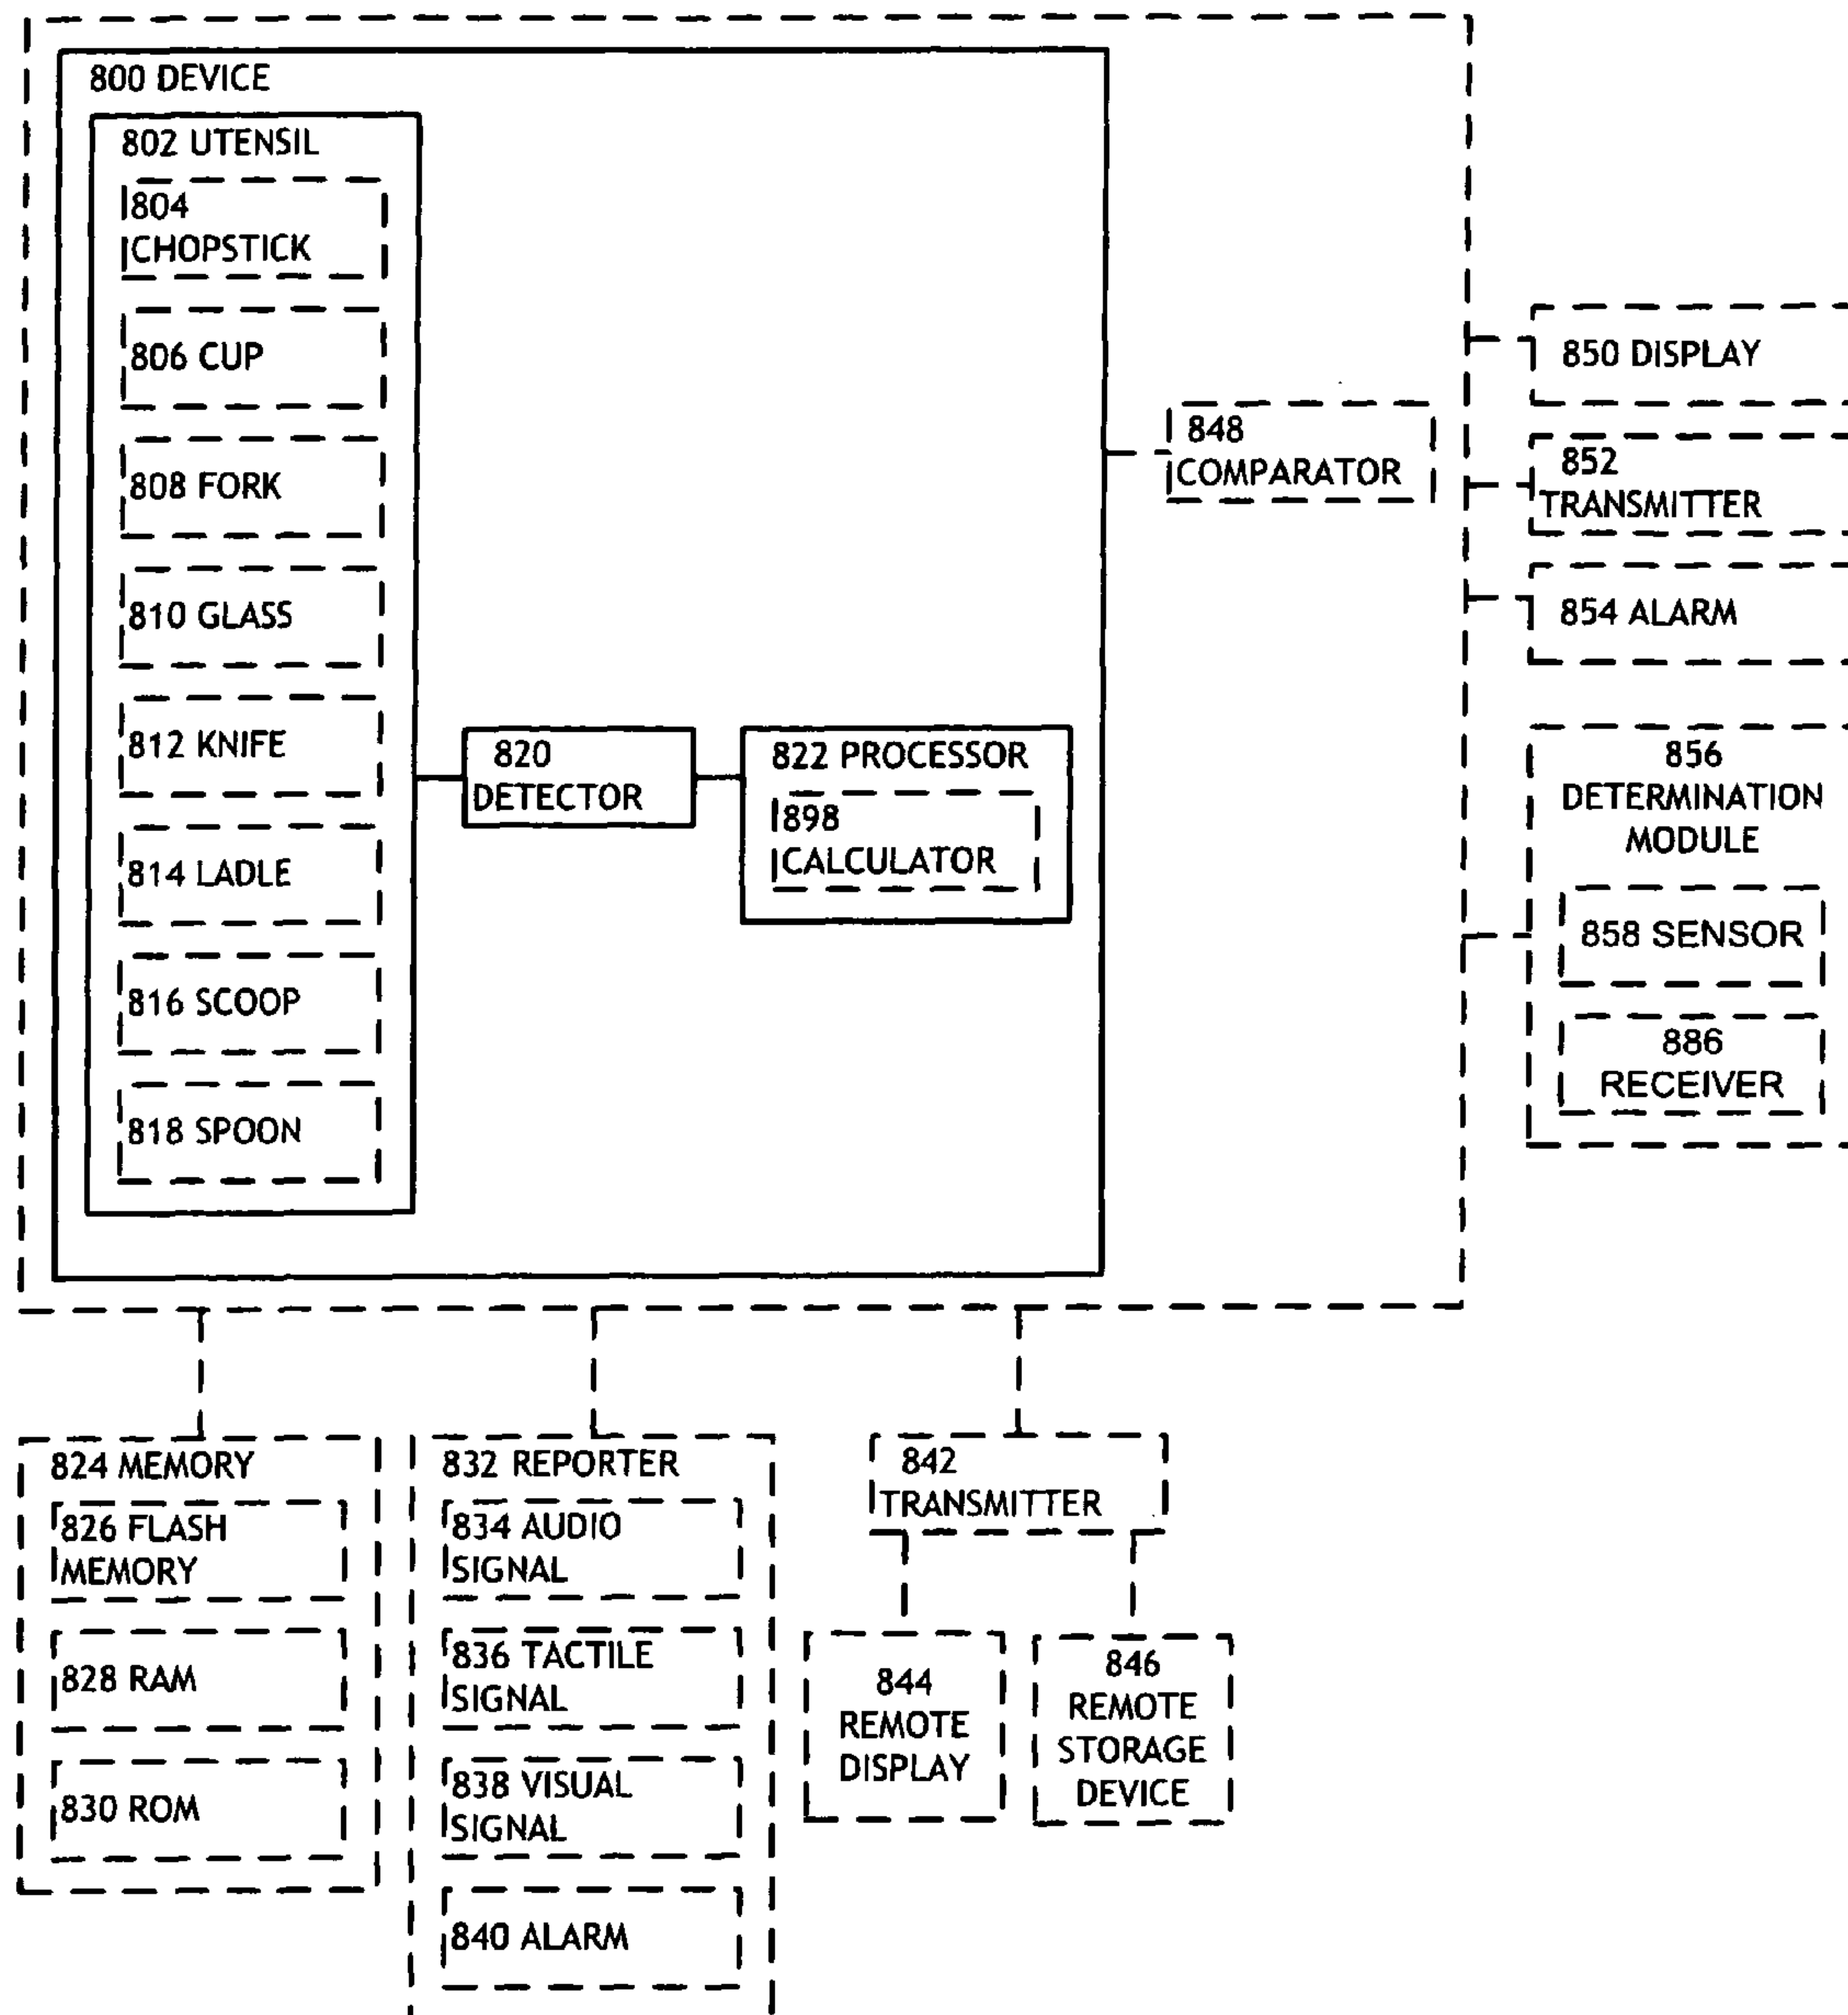 800 DEVICE
802 UTENSIL
804
CHOPSTICK
806 CUP
808 FORK
810 GLASS
812 KNIFE
814 LADLE
816 SCOOP
818 SPOON
820
DETECTOR
822 PROCESSOR
898
CALCULATOR
848
COMPARATOR
850 DISPLAY
852
TRANSMITTER
854 ALARM
856
DETERMINATION
MODULE
858 SENSOR
886
RECEIVER
824 MEMORY
826 FLASH
MEMORY
828 RAM
830 ROM
832 REPORTER
834 AUDIO
SIGNAL
836 TACTILE
SIGNAL
838 VISUAL
SIGNAL
840 ALARM
842
TRANSMITTER
844
REMOTE
DISPLAY
846
REMOTE
STORAGE
DEVICE